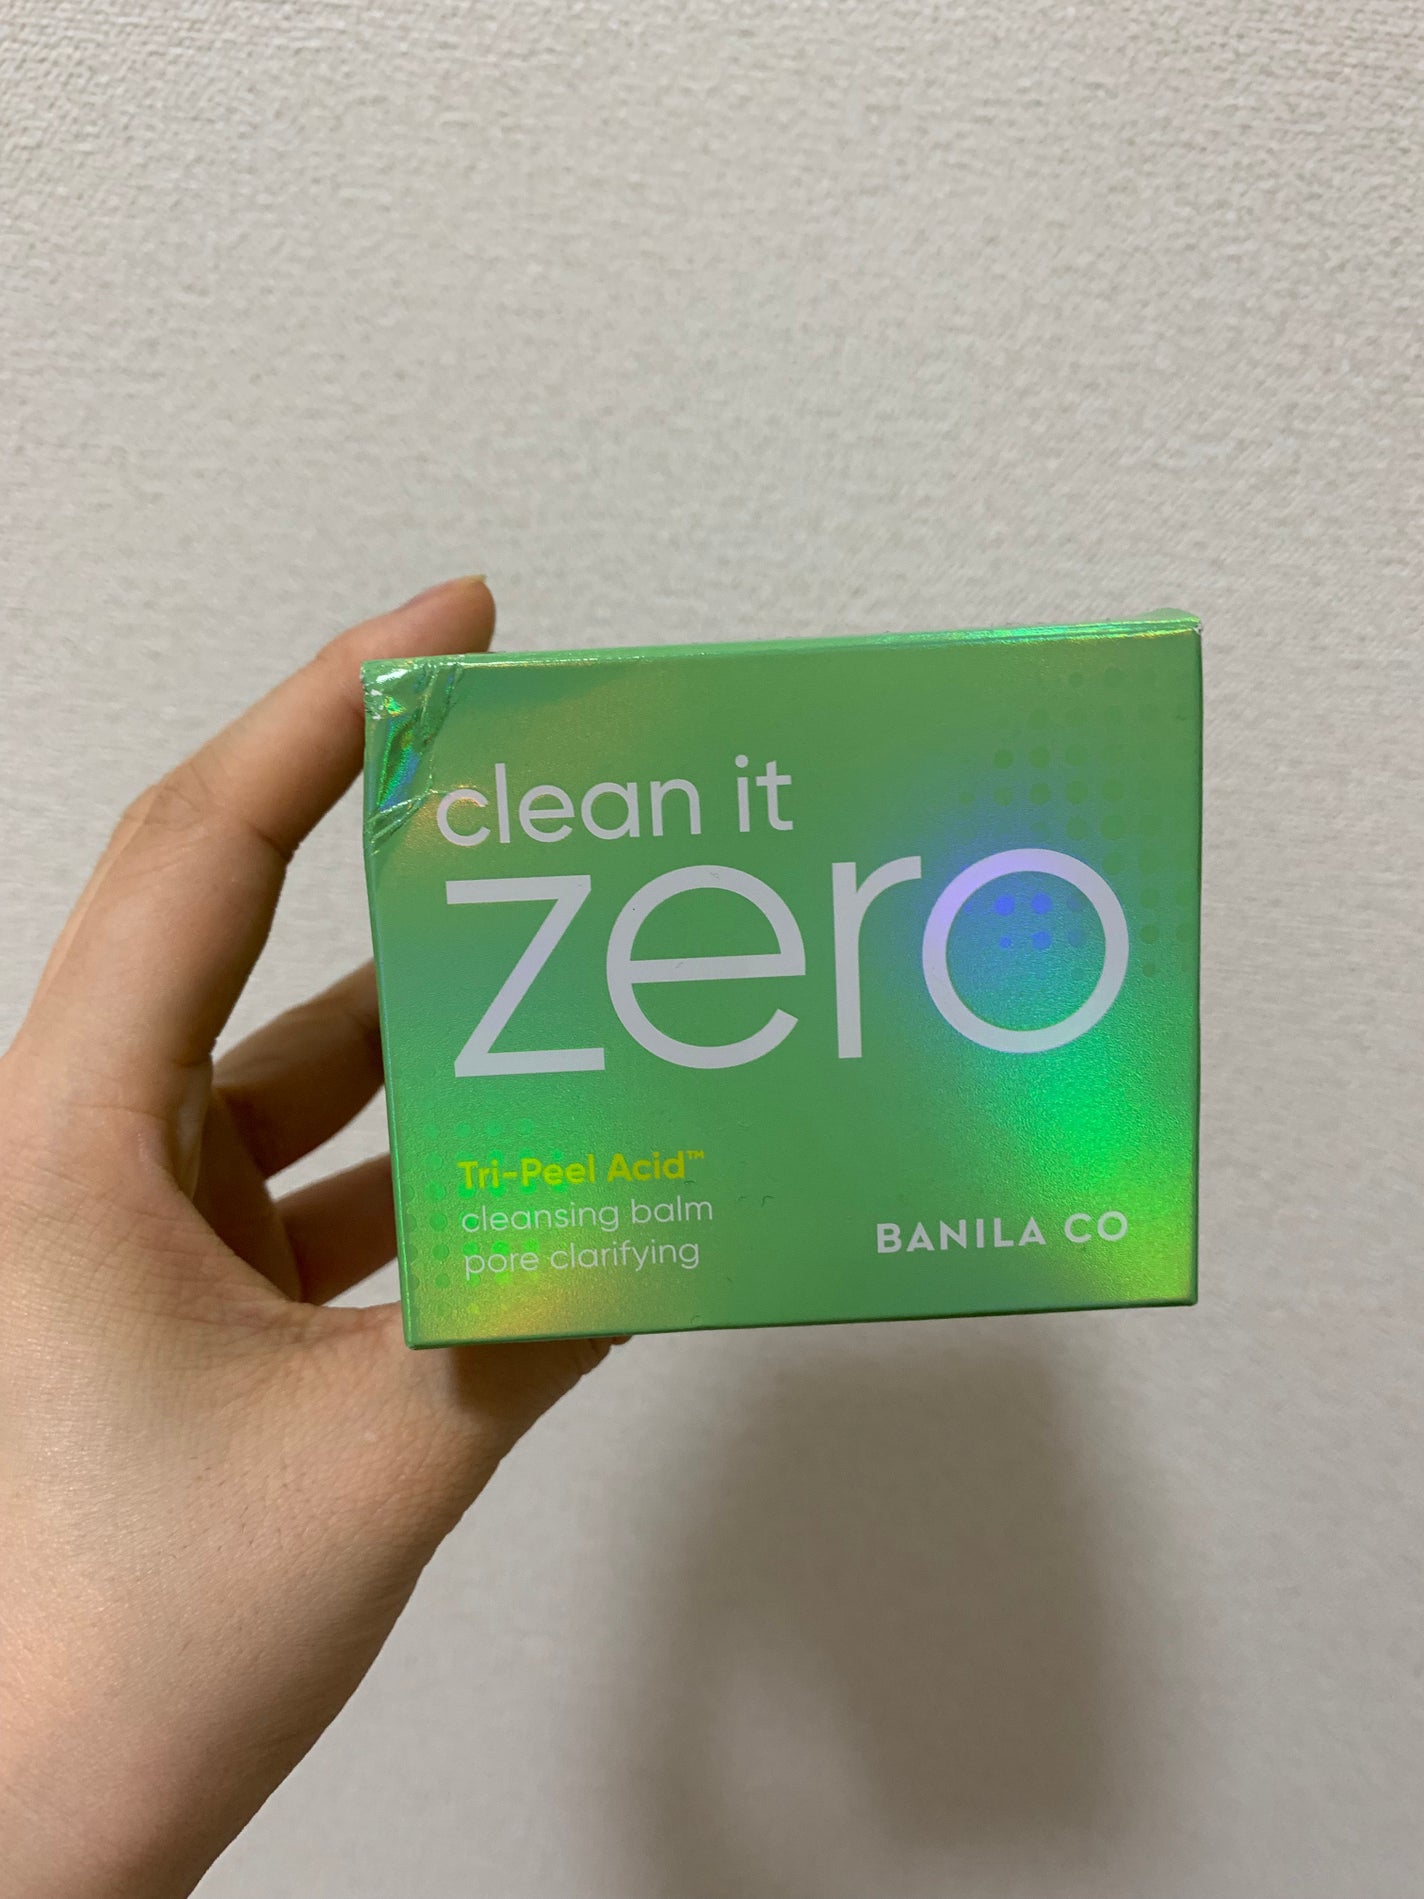 clean it
zero
Tri-Peel Acid™
cleansing balm
pore clarifying
BANILA CO